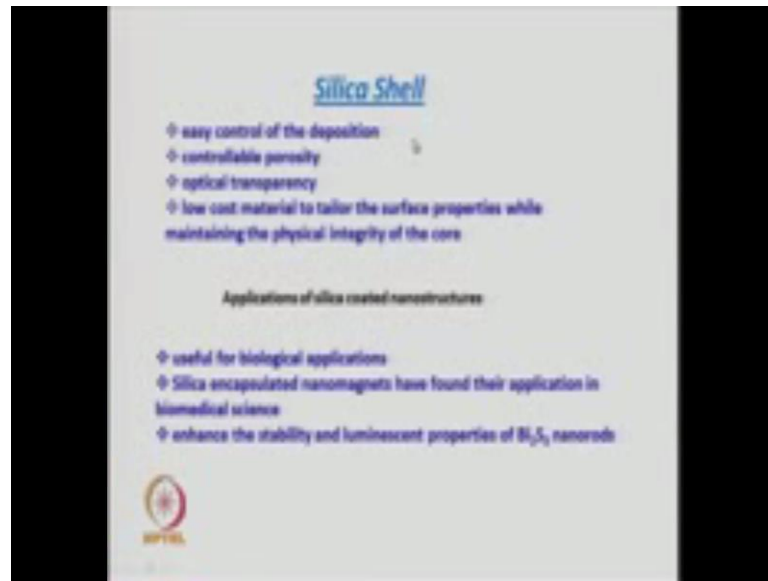 Silica Shell
❖ easy control of the deposition
❖ controllable porosity
❖ optical transparency
❖ low cost material to tailor the surface properties while
maintaining the physical integrity of the core
Applications of silica coated nanostructures
❖ useful for biological applications
❖ Silica encapsulated nanomagnets have found their application in
biomedical science
❖ enhance the stability and luminescent properties of Bi₂S₃ nanorods
NPTEL